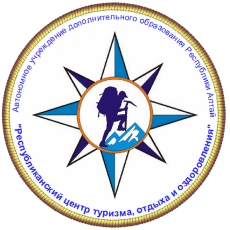 Автономное учреждение дополнительного образования Республики Алтай
"Республиканский центр туризма, отдыха и оздоровления"